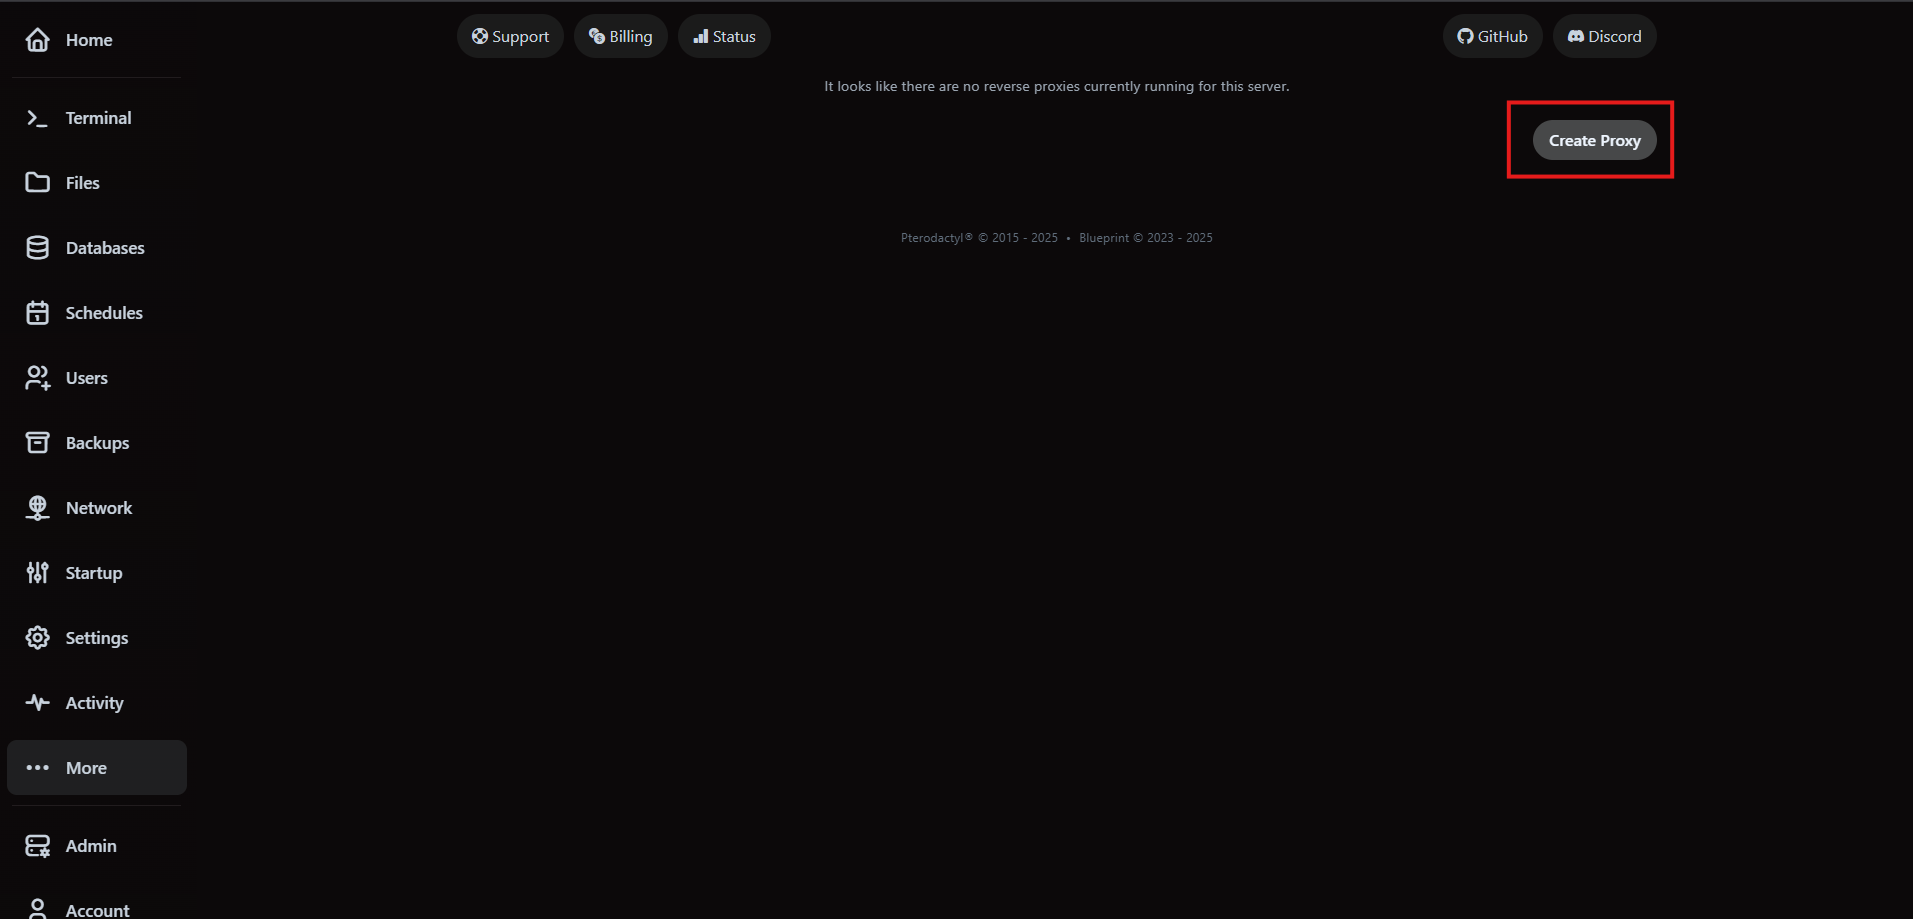 Home
Support
Billing
Status
GitHub
Discord
It looks like there are no reverse proxies currently running for this server.
Create Proxy
Terminal
Files
Pterodactyl® © 2015 - 2025 • Blueprint © 2023 - 2025
Databases
Schedules
Users
Backups
Network
Startup
Settings
Activity
More
Admin
Account